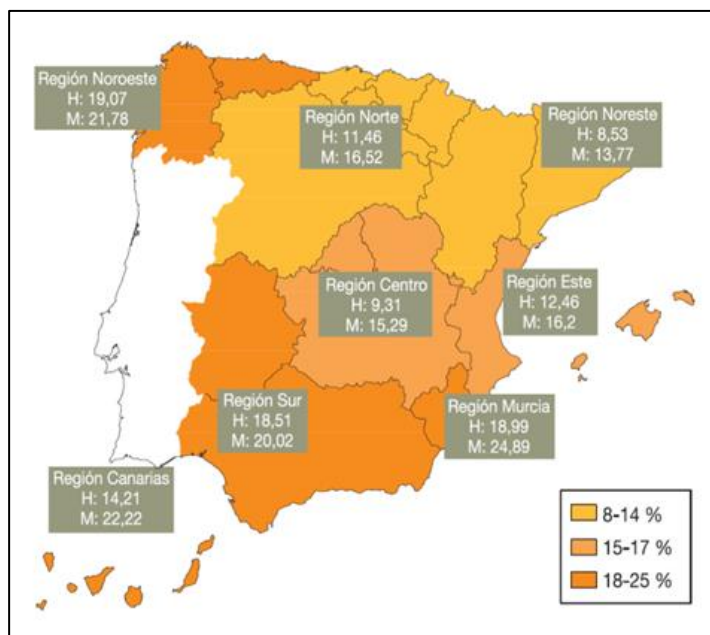 Región Noroeste
H: 19,07
M: 21,78
Región Norte
H: 11,46
M: 16,52
Región Noreste
H: 8,53
M: 13,77
Región Centro
H: 9,31
M: 15,29
Región Este
H: 12,46
M: 16,2
Región Sur
H: 18,51
M: 20,02
Región Murcia
H: 18,99
M: 24,89
Región Canarias
H: 14,21
M: 22,22
8-14 %
15-17 %
18-25 %